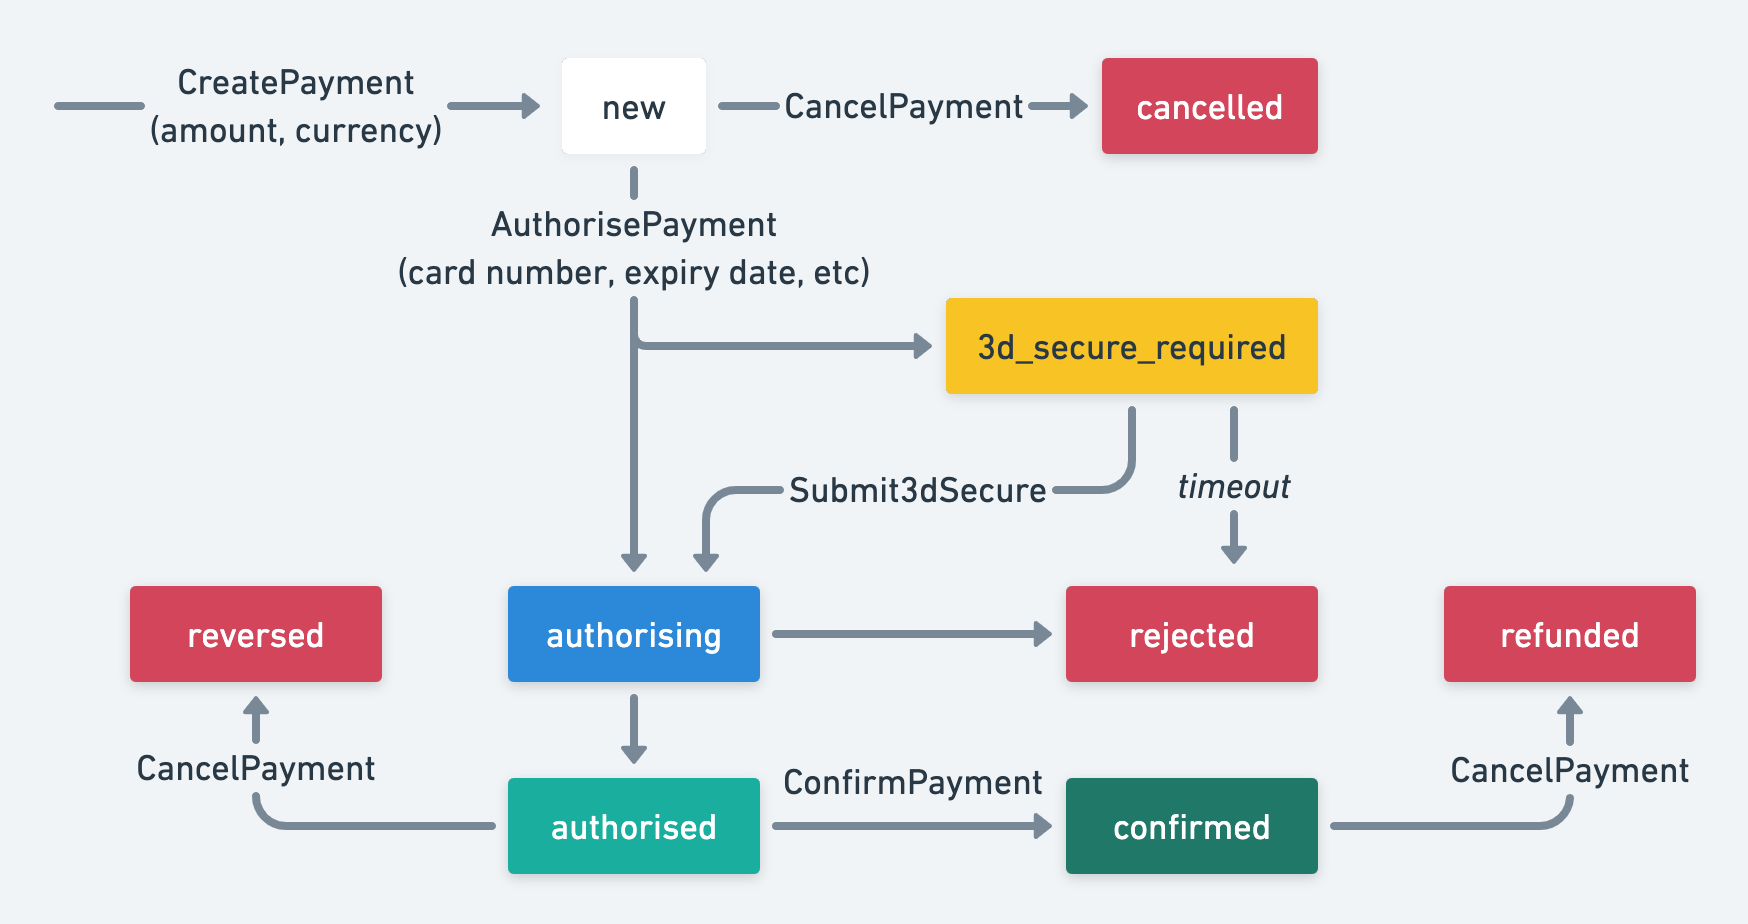 CreatePayment
(amount, currency)
new
CancelPayment
cancelled
AuthorisePayment
(card number, expiry date, etc)
3d_secure_required
Submit3dSecure
timeout
reversed
authorising
rejected
refunded
CancelPayment
ConfirmPayment
CancelPayment
authorised
confirmed